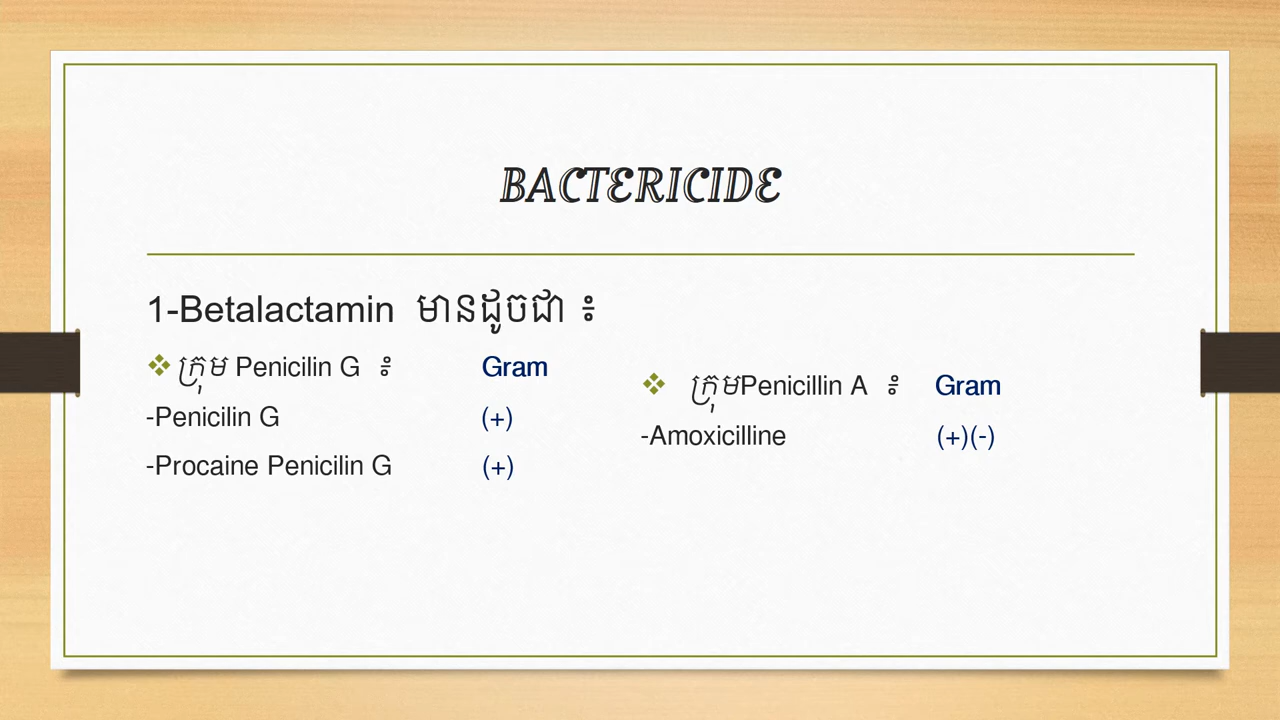 BACTERICIDE
1-Betalactamin មានដូចជា ៖
❖ ក្រុម Penicilin G ៖ Gram
-Penicilin G (+)
-Procaine Penicilin G (+)
❖ ក្រុមPenicillin A ៖ Gram
-Amoxicilline (+)(-)